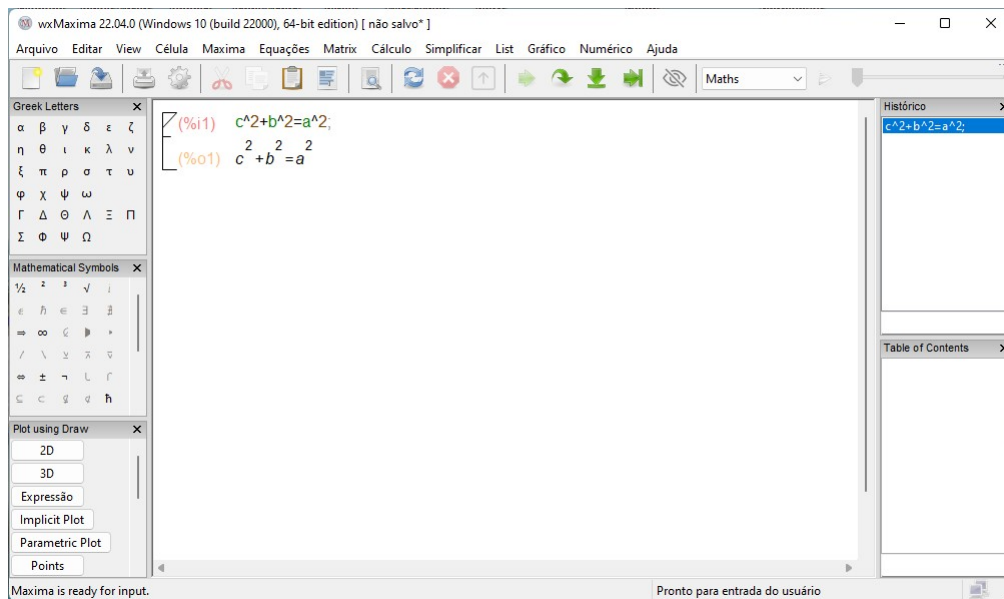 wxMaxima 22.04.0 (Windows 10 (build 22000), 64-bit edition) [ não salvo* ]
Arquivo Editar View Célula Maxima Equações Matrix Cálculo Simplificar List Gráfico Numérico Ajuda
Maths
Greek Letters
α β γ δ ε ζ
η θ ι κ λ ν
ξ π ρ σ τ υ
φ χ ψ ω
Γ Δ Θ Λ Ξ Π
Σ Φ Ψ Ω
Mathematical Symbols
½ ² ³ √
ℏ ∈ ∃ ∄
⇒ ∞
/ \ ⊻ ⊼ ⊽
⇔ ± ¬
⊆ ⊂ ⊄ ħ
Plot using Draw
2D
3D
Expressão
Implicit Plot
Parametric Plot
Points
(%i1) c^2+b^2=a^2;
(%o1) c²+b²=a²
Histórico
c^2+b^2=a^2;
Table of Contents
Maxima is ready for input.
Pronto para entrada do usuário